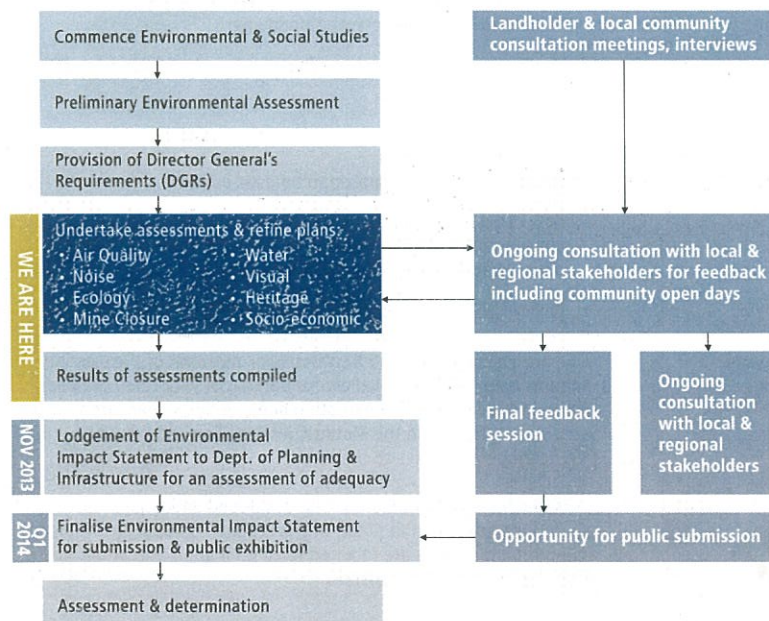 Commence Environmental & Social Studies
Landholder & local community
consultation meetings, interviews
Preliminary Environmental Assessment
Provision of Director General's
Requirements (DGRs)
WE ARE HERE
Undertake assessments & refine plans:
• Air Quality
• Noise
• Ecology
• Mine Closure
• Water
• Visual
• Heritage
• Socio-economic
Ongoing consultation with local &
regional stakeholders for feedback
including community open days
Results of assessments compiled
Final feedback
session
Ongoing
consultation
with local &
regional
stakeholders
NOV 2013
Lodgement of Environmental
Impact Statement to Dept. of Planning &
Infrastructure for an assessment of adequacy
Q1
2014
Finalise Environmental Impact Statement
for submission & public exhibition
Opportunity for public submission
Assessment & determination